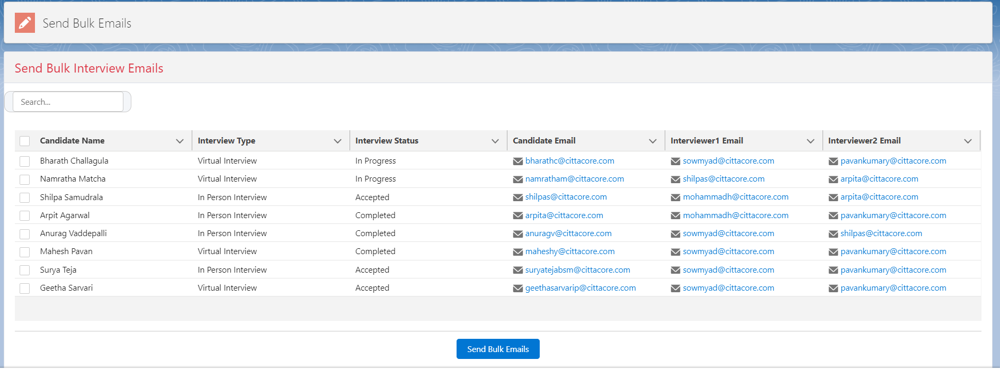 Send Bulk Emails
Send Bulk Interview Emails
Search...
Candidate Name Interview Type Interview Status Candidate Email Interviewer1 Email Interviewer2 Email
Bharath Challagula Virtual Interview In Progress bharathc@cittacore.com sowmyad@cittacore.com pavankumary@cittacore.com
Namratha Matcha Virtual Interview In Progress namratham@cittacore.com shilpas@cittacore.com arpita@cittacore.com
Shilpa Samudrala In Person Interview Accepted shilpas@cittacore.com mohammadh@cittacore.com arpita@cittacore.com
Arpit Agarwal In Person Interview Completed arpita@cittacore.com mohammadh@cittacore.com pavankumary@cittacore.com
Anurag Vaddepalli In Person Interview Completed anuragv@cittacore.com sowmyad@cittacore.com shilpas@cittacore.com
Mahesh Pavan Virtual Interview Completed maheshy@cittacore.com sowmyad@cittacore.com pavankumary@cittacore.com
Surya Teja In Person Interview Accepted suryatejabsm@cittacore.com sowmyad@cittacore.com pavankumary@cittacore.com
Geetha Sarvari Virtual Interview Accepted geethasarvarip@cittacore.com sowmyad@cittacore.com pavankumary@cittacore.com
Send Bulk Emails